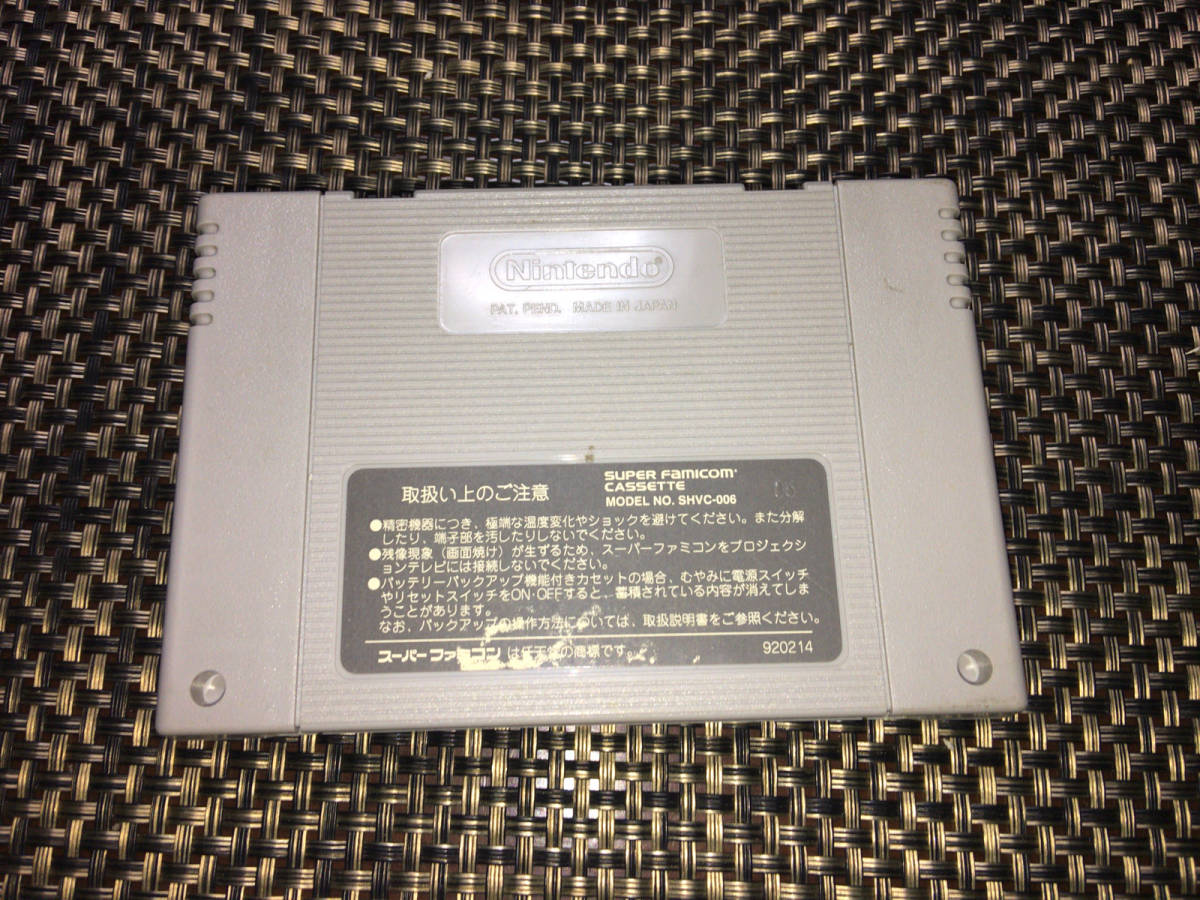 Nintendo
PAT. PEND. MADE IN JAPAN
取扱い上のご注意
SUPER FAMICOM
CASSETTE
MODEL NO. SHVC-006
●精密機器につき、極端な温度変化やショックを避けてください。また分解
したり、端子部を汚したりしないでください。
●残像現象（画面焼け）が生ずるため、スーパーファミコンをプロジェクシ
ョンテレビには接続しないでください。
●バッテリーバックアップ機能付きカセットの場合、むやみに電源スイッチ
やリセットスイッチをON・OFFすると、蓄積されている内容が消えてしま
うことがあります。
なお、バックアップの操作方法については、取扱説明書をご参照ください。
スーパーファミコンは任天堂の商標です。
920214